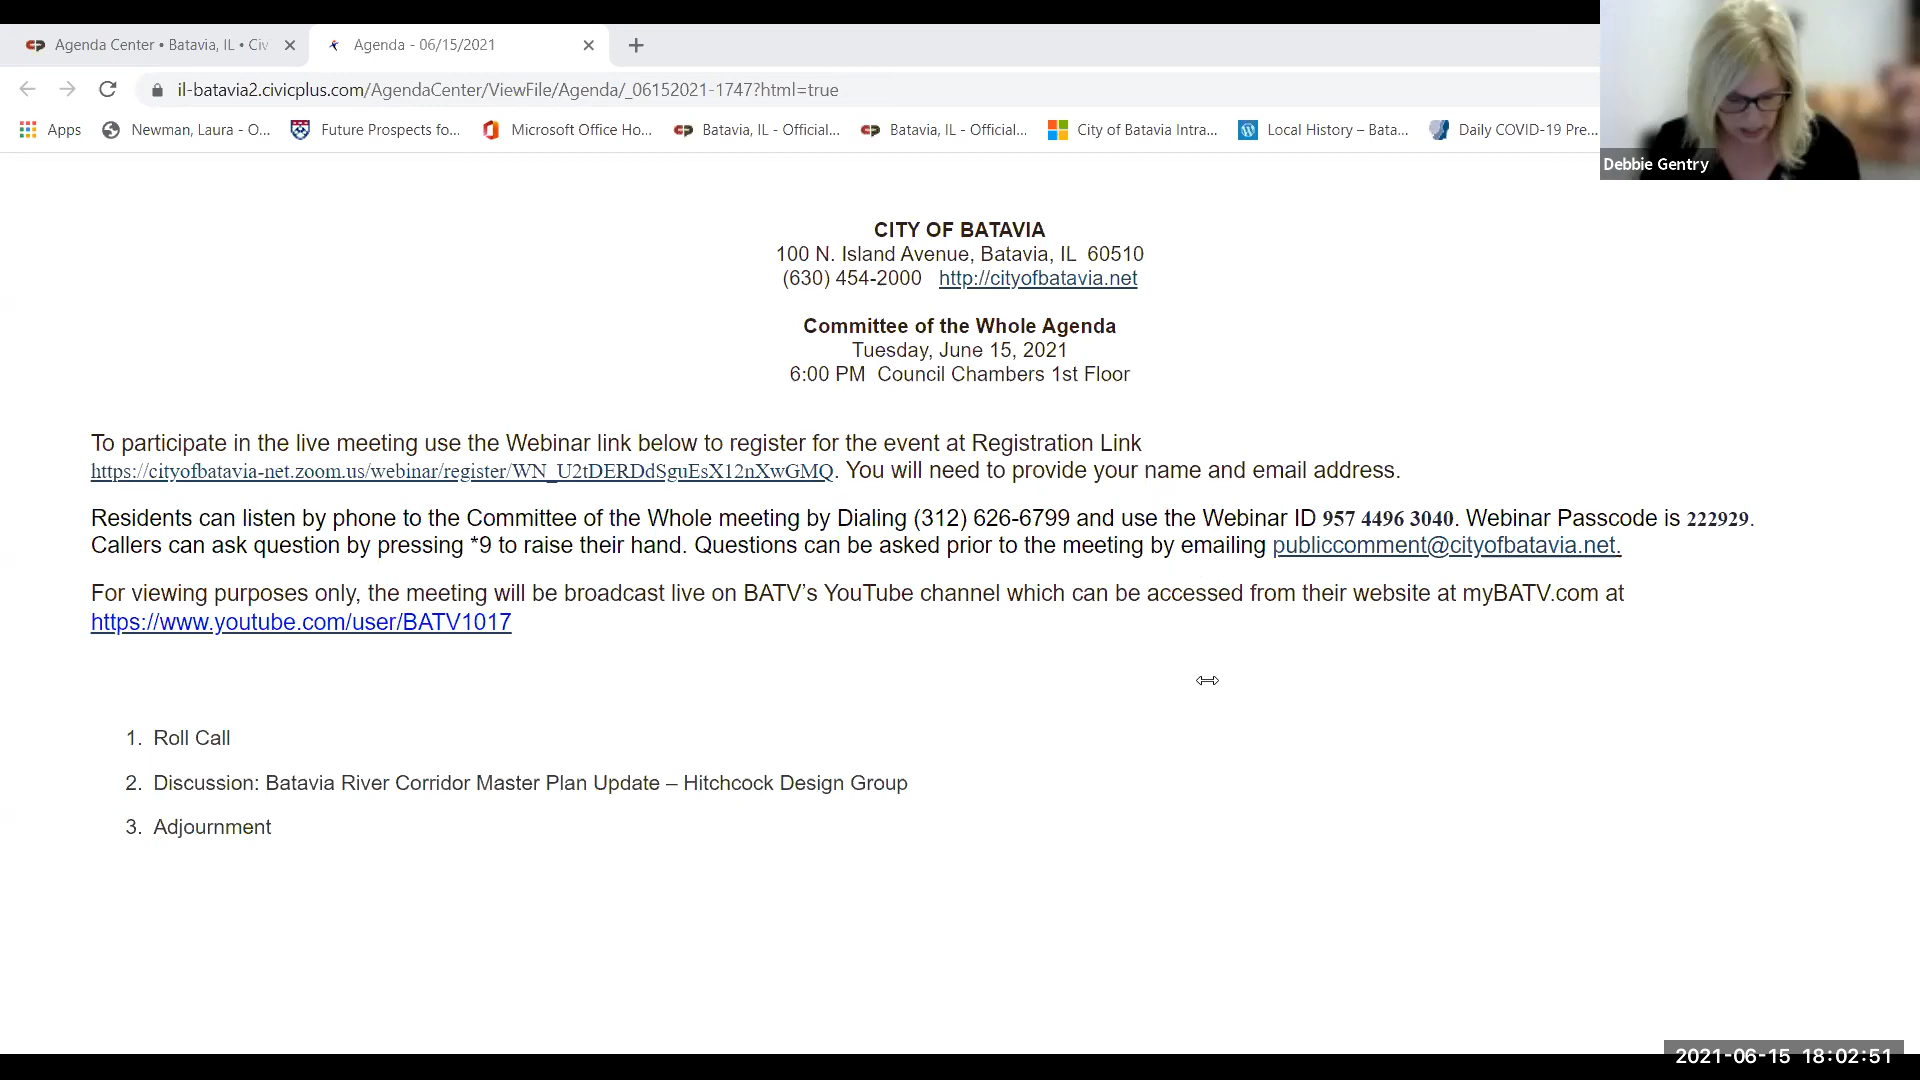 Agenda Center • Batavia, IL • Civ
Agenda - 06/15/2021
il-batavia2.civicplus.com/AgendaCenter/ViewFile/Agenda/_06152021-1747?html=true
Apps
Newman, Laura - O...
Future Prospects fo...
Microsoft Office Ho...
Batavia, IL - Official...
Batavia, IL - Official...
City of Batavia Intra...
Local History – Bata...
Daily COVID-19 Pre...
Debbie Gentry
CITY OF BATAVIA
100 N. Island Avenue, Batavia, IL 60510
(630) 454-2000 http://cityofbatavia.net
Committee of the Whole Agenda
Tuesday, June 15, 2021
6:00 PM Council Chambers 1st Floor
To participate in the live meeting use the Webinar link below to register for the event at Registration Link
https://cityofbatavia-net.zoom.us/webinar/register/WN_U2tDERDdSguEsX12nXwGMQ. You will need to provide your name and email address.
Residents can listen by phone to the Committee of the Whole meeting by Dialing (312) 626-6799 and use the Webinar ID 957 4496 3040. Webinar Passcode is 222929.
Callers can ask question by pressing *9 to raise their hand. Questions can be asked prior to the meeting by emailing publiccomment@cityofbatavia.net.
For viewing purposes only, the meeting will be broadcast live on BATV’s YouTube channel which can be accessed from their website at myBATV.com at
https://www.youtube.com/user/BATV1017
1. Roll Call
2. Discussion: Batavia River Corridor Master Plan Update – Hitchcock Design Group
3. Adjournment
2021-06-15 18:02:51